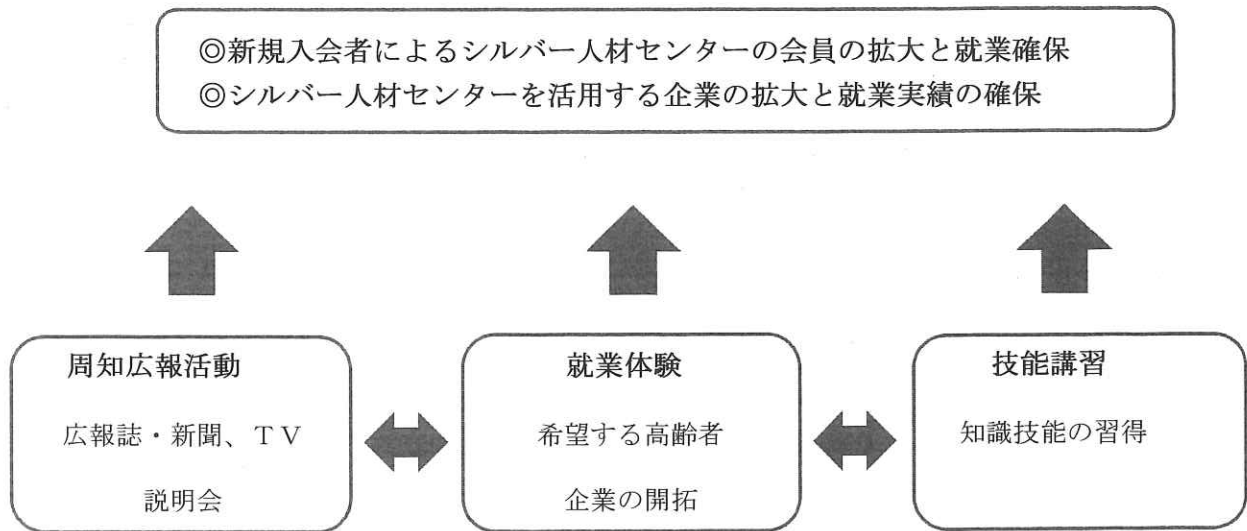 ◎新規入会者によるシルバー人材センターの会員の拡大と就業確保
◎シルバー人材センターを活用する企業の拡大と就業実績の確保
周知広報活動
広報誌・新聞、ＴＶ
説明会
就業体験
希望する高齢者
企業の開拓
技能講習
知識技能の習得